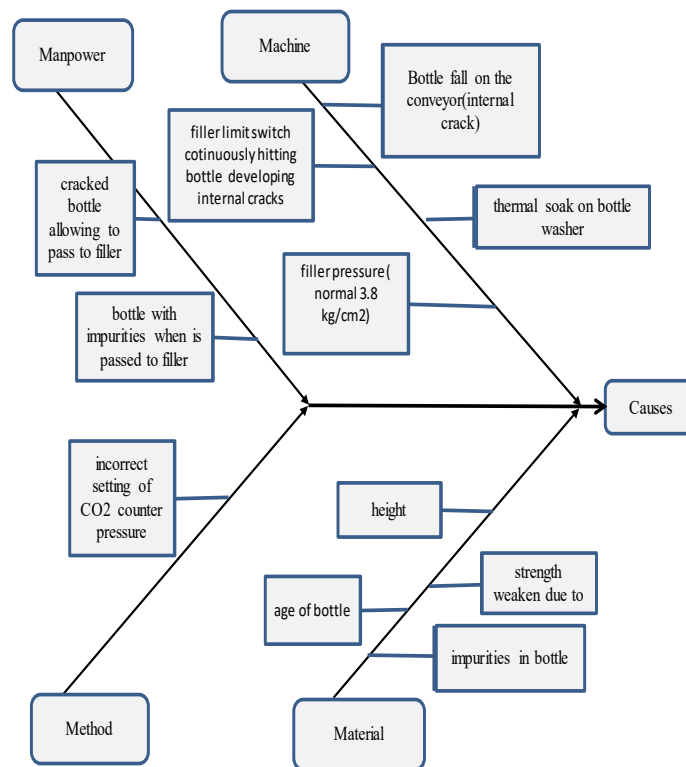 Manpower
Machine
Bottle fall on the
conveyor(internal
crack)
filler limit switch
cotinuously hitting
bottle developing
internal cracks
cracked
bottle
allowing to
pass to filler
thermal soak on bottle
washer
filler pressure(
normal 3.8
kg/cm2)
bottle with
impurities when is
passed to filler
Causes
incorrect
setting of
CO2 counter
pressure
height
strength
weaken due to
age of bottle
impurities in bottle
Method
Material